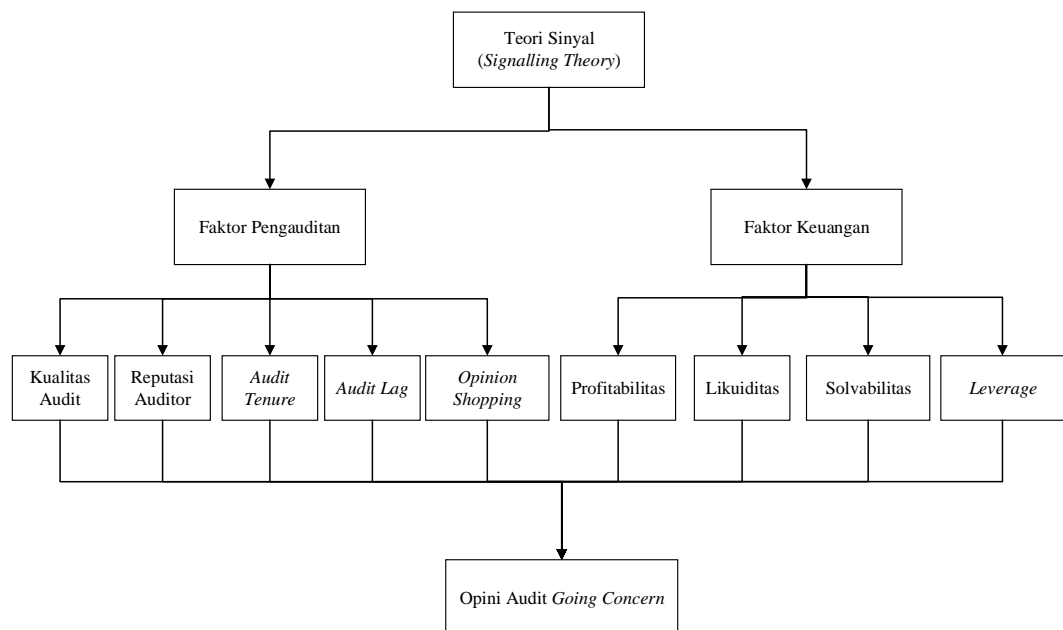 Teori Sinyal
(Signalling Theory)
Faktor Pengauditan
Faktor Keuangan
Kualitas
Audit
Reputasi
Auditor
Audit
Tenure
Audit Lag
Opinion
Shopping
Profitabilitas
Likuiditas
Solvabilitas
Leverage
Opini Audit Going Concern